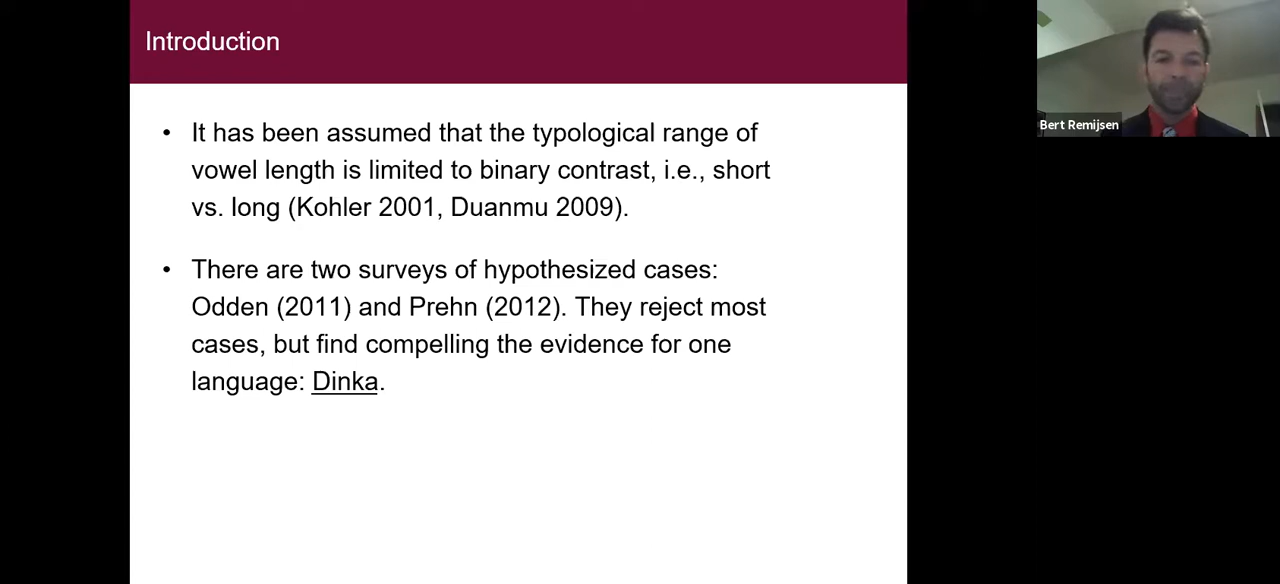 Introduction
• It has been assumed that the typological range of
vowel length is limited to binary contrast, i.e., short
vs. long (Kohler 2001, Duanmu 2009).
• There are two surveys of hypothesized cases:
Odden (2011) and Prehn (2012). They reject most
cases, but find compelling the evidence for one
language: Dinka.
Bert Remijsen